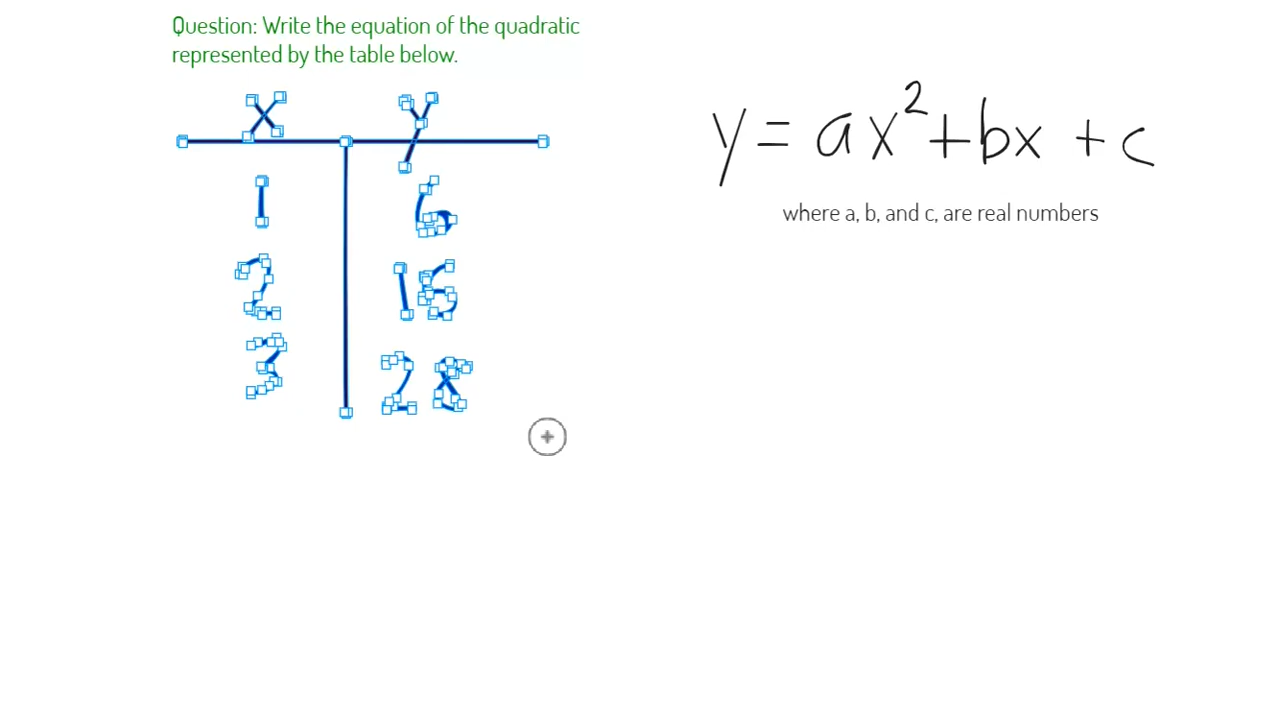 Question: Write the equation of the quadratic
represented by the table below.
x y
1 6
2 15
3 28
y = ax²+bx + c
where a, b, and c, are real numbers